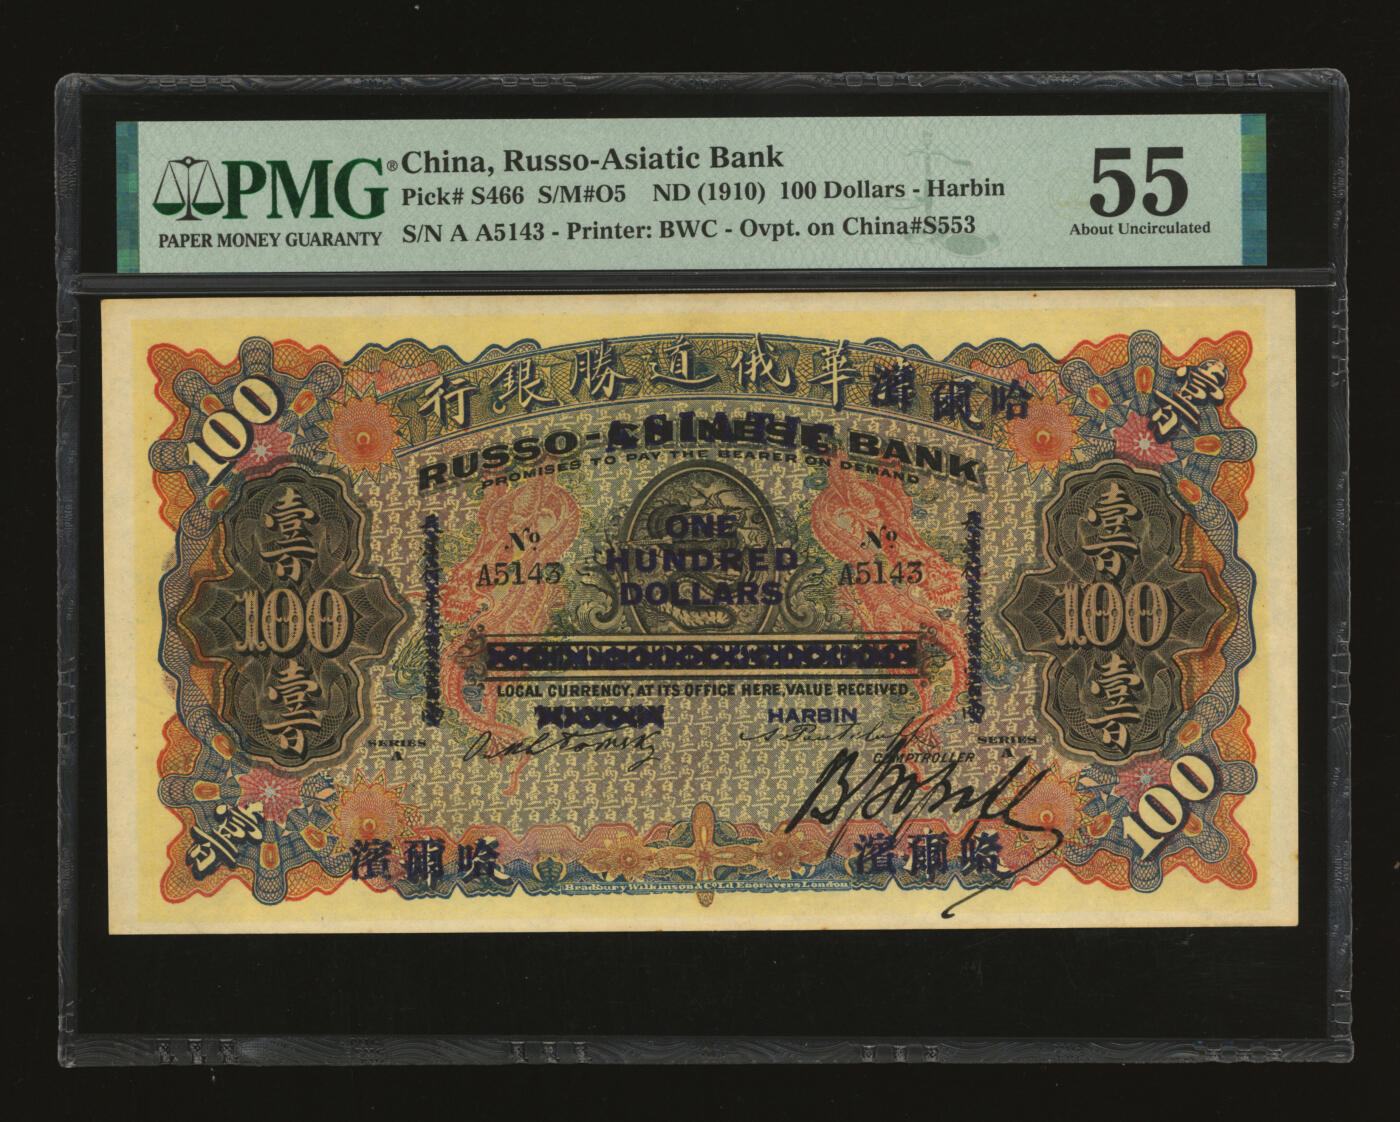 PMG®
PAPER MONEY GUARANTY
China, Russo-Asiatic Bank
Pick# S466 S/M#O5 ND (1910) 100 Dollars - Harbin
S/N A A5143 - Printer: BWC - Ovpt. on China#S553
55
About Uncirculated
行銀勝道俄華
濱爾哈
100
壹百
RUSSO-ASIATIC BANK
PROMISES TO PAY THE BEARER ON DEMAND
壹百
100
壹百
No
A5143
ONE
HUNDRED
DOLLARS
No
A5143
壹百
100
壹百
LOCAL CURRENCY, AT ITS OFFICE HERE, VALUE RECEIVED
HARBIN
SERIES
A
COMPTROLLER
SERIES
A
100
濱爾哈
濱爾哈
Bradbury Wilkinson & Co Ld Engravers London